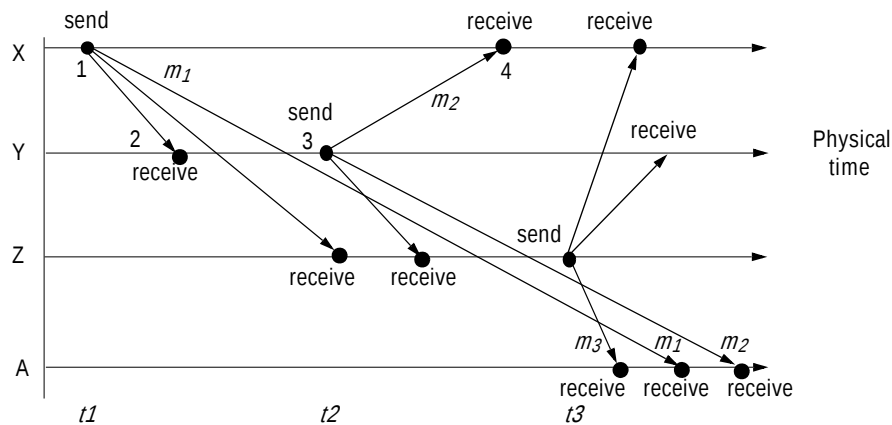 send
receive
receive
X
1
m1
4
m2
send
2
3
receive
Physical
time
Y
receive
send
Z
receive
receive
m3
m1
m2
A
receive
receive
receive
t1
t2
t3